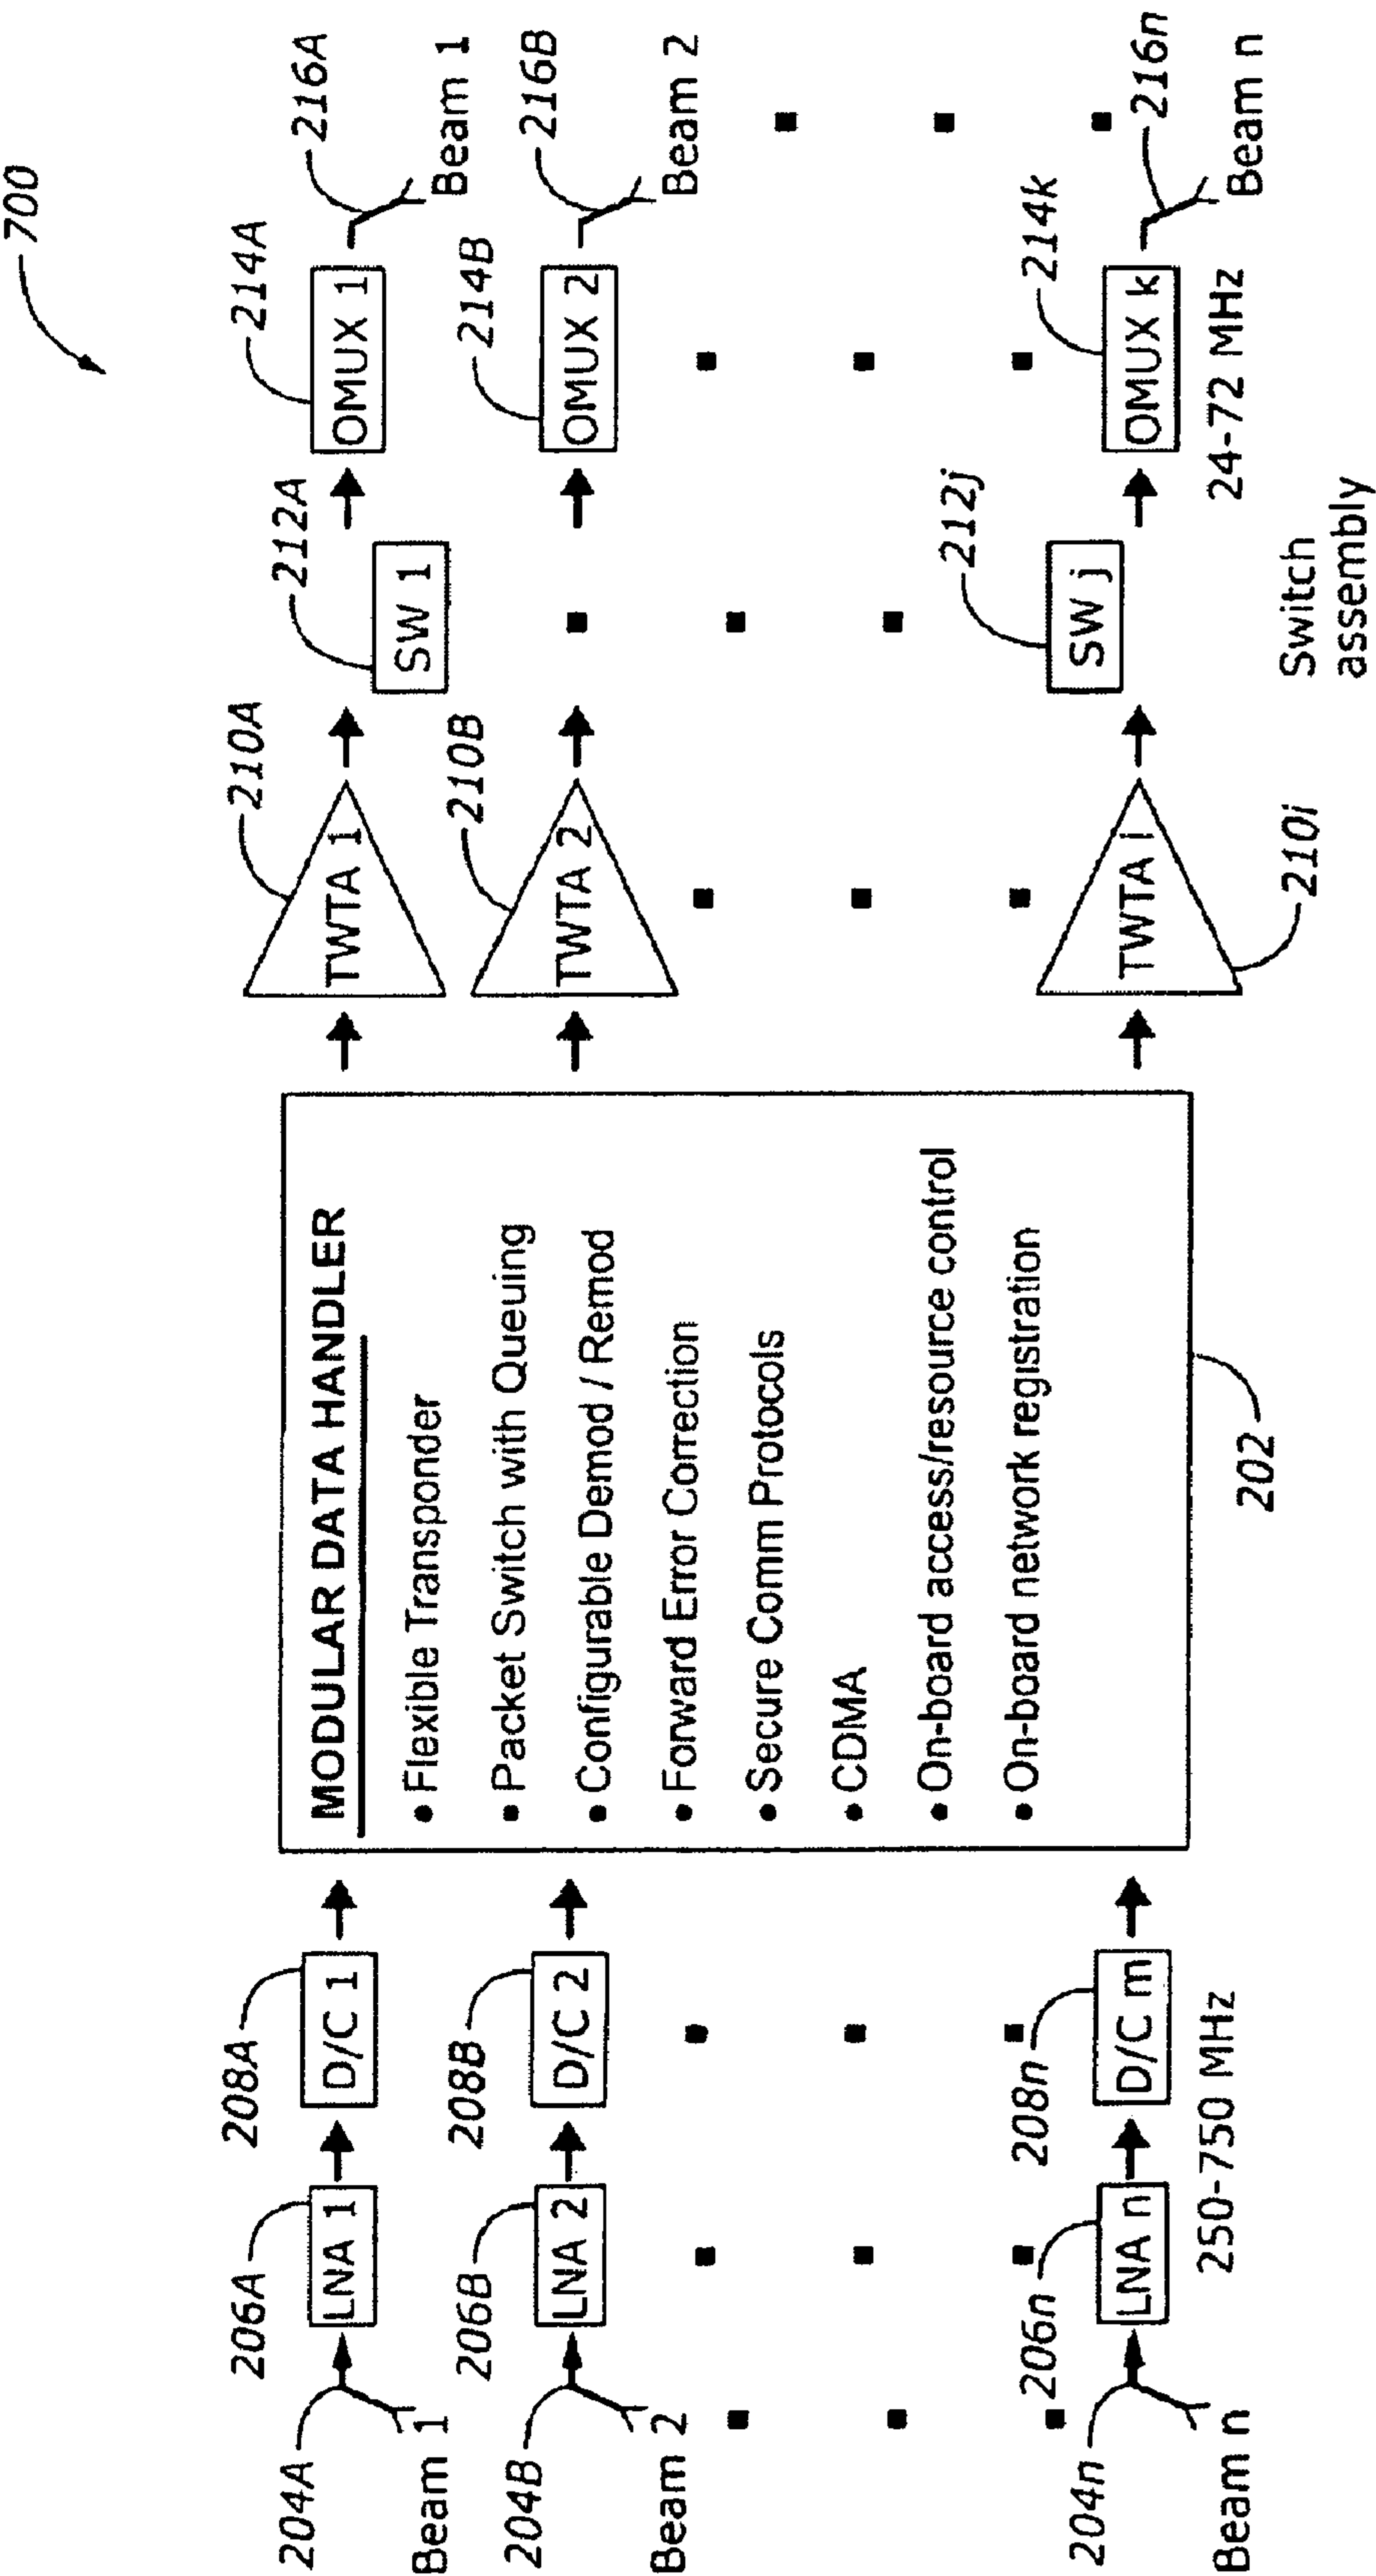 700
204A
Beam 1
206A
LNA 1
208A
D/C 1
204B
Beam 2
206B
LNA 2
208B
D/C 2
204n
Beam n
206n
LNA n
208n
D/C m
250-750 MHz
MODULAR DATA HANDLER
• Flexible Transponder
• Packet Switch with Queuing
• Configurable Demod / Remod
• Forward Error Correction
• Secure Comm Protocols
• CDMA
• On-board access/resource control
• On-board network registration
202
210A
TWTA 1
212A
SW 1
214A
OMUX 1
216A
Beam 1
210B
TWTA 2
214B
OMUX 2
216B
Beam 2
TWTA i
210i
212j
SW j
214k
OMUX k
216n
Beam n
24-72 MHz
Switch
assembly